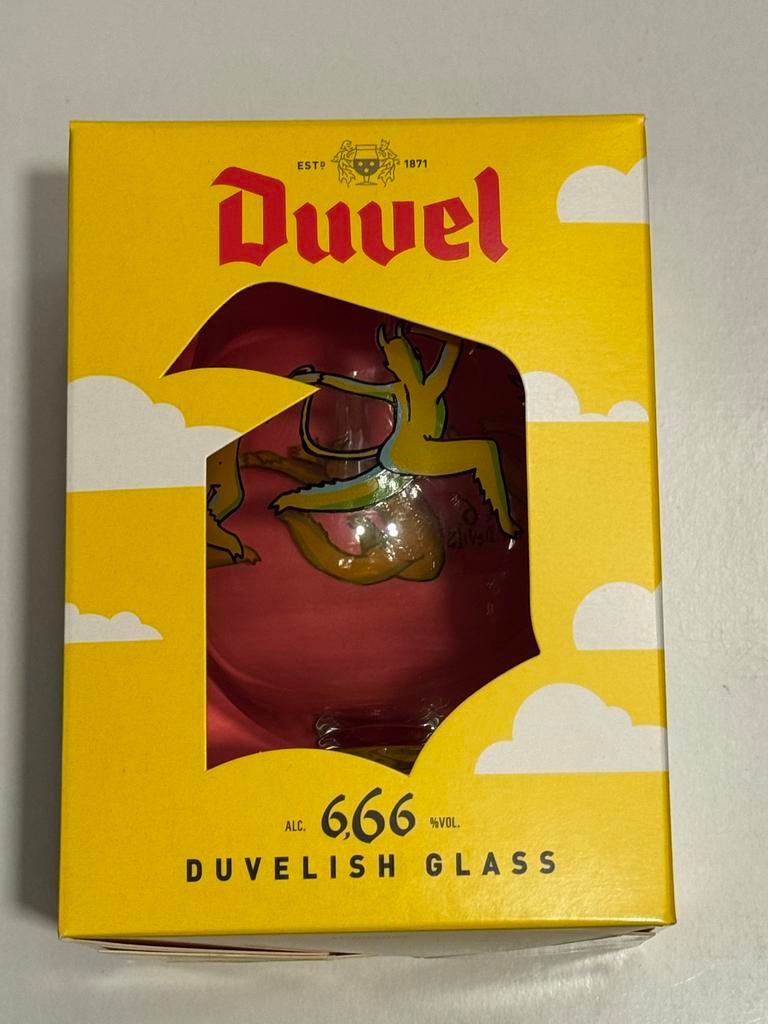 ESTD 1871
Duvel
ALC. 6,66 %VOL.
DUVELISH GLASS